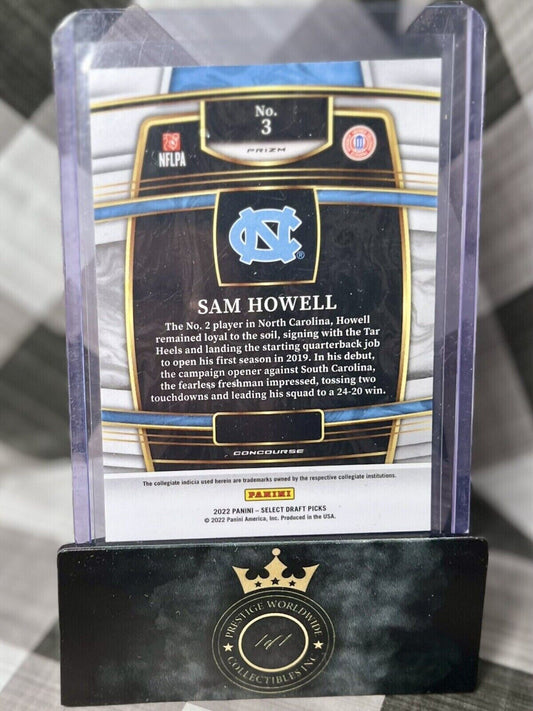 No.
3
PRIZM
NFLPA
NC
®
SAM HOWELL
The No. 2 player in North Carolina, Howell
remained loyal to the soil, signing with the Tar
Heels and landing the starting quarterback job
to open his first season in 2019. In his debut,
the campaign opener against South Carolina,
the fearless freshman impressed, tossing two
touchdowns and leading his squad to a 24-20 win.
CONCOURSE
The collegiate indicia used herein are trademarks owned by the respective collegiate institutions.
PANINI
2022 PANINI – SELECT DRAFT PICKS
© 2022 Panini America, Inc. Produced in the USA.
PRESTIGE WORLDWIDE
1of1
COLLECTIBLES INC